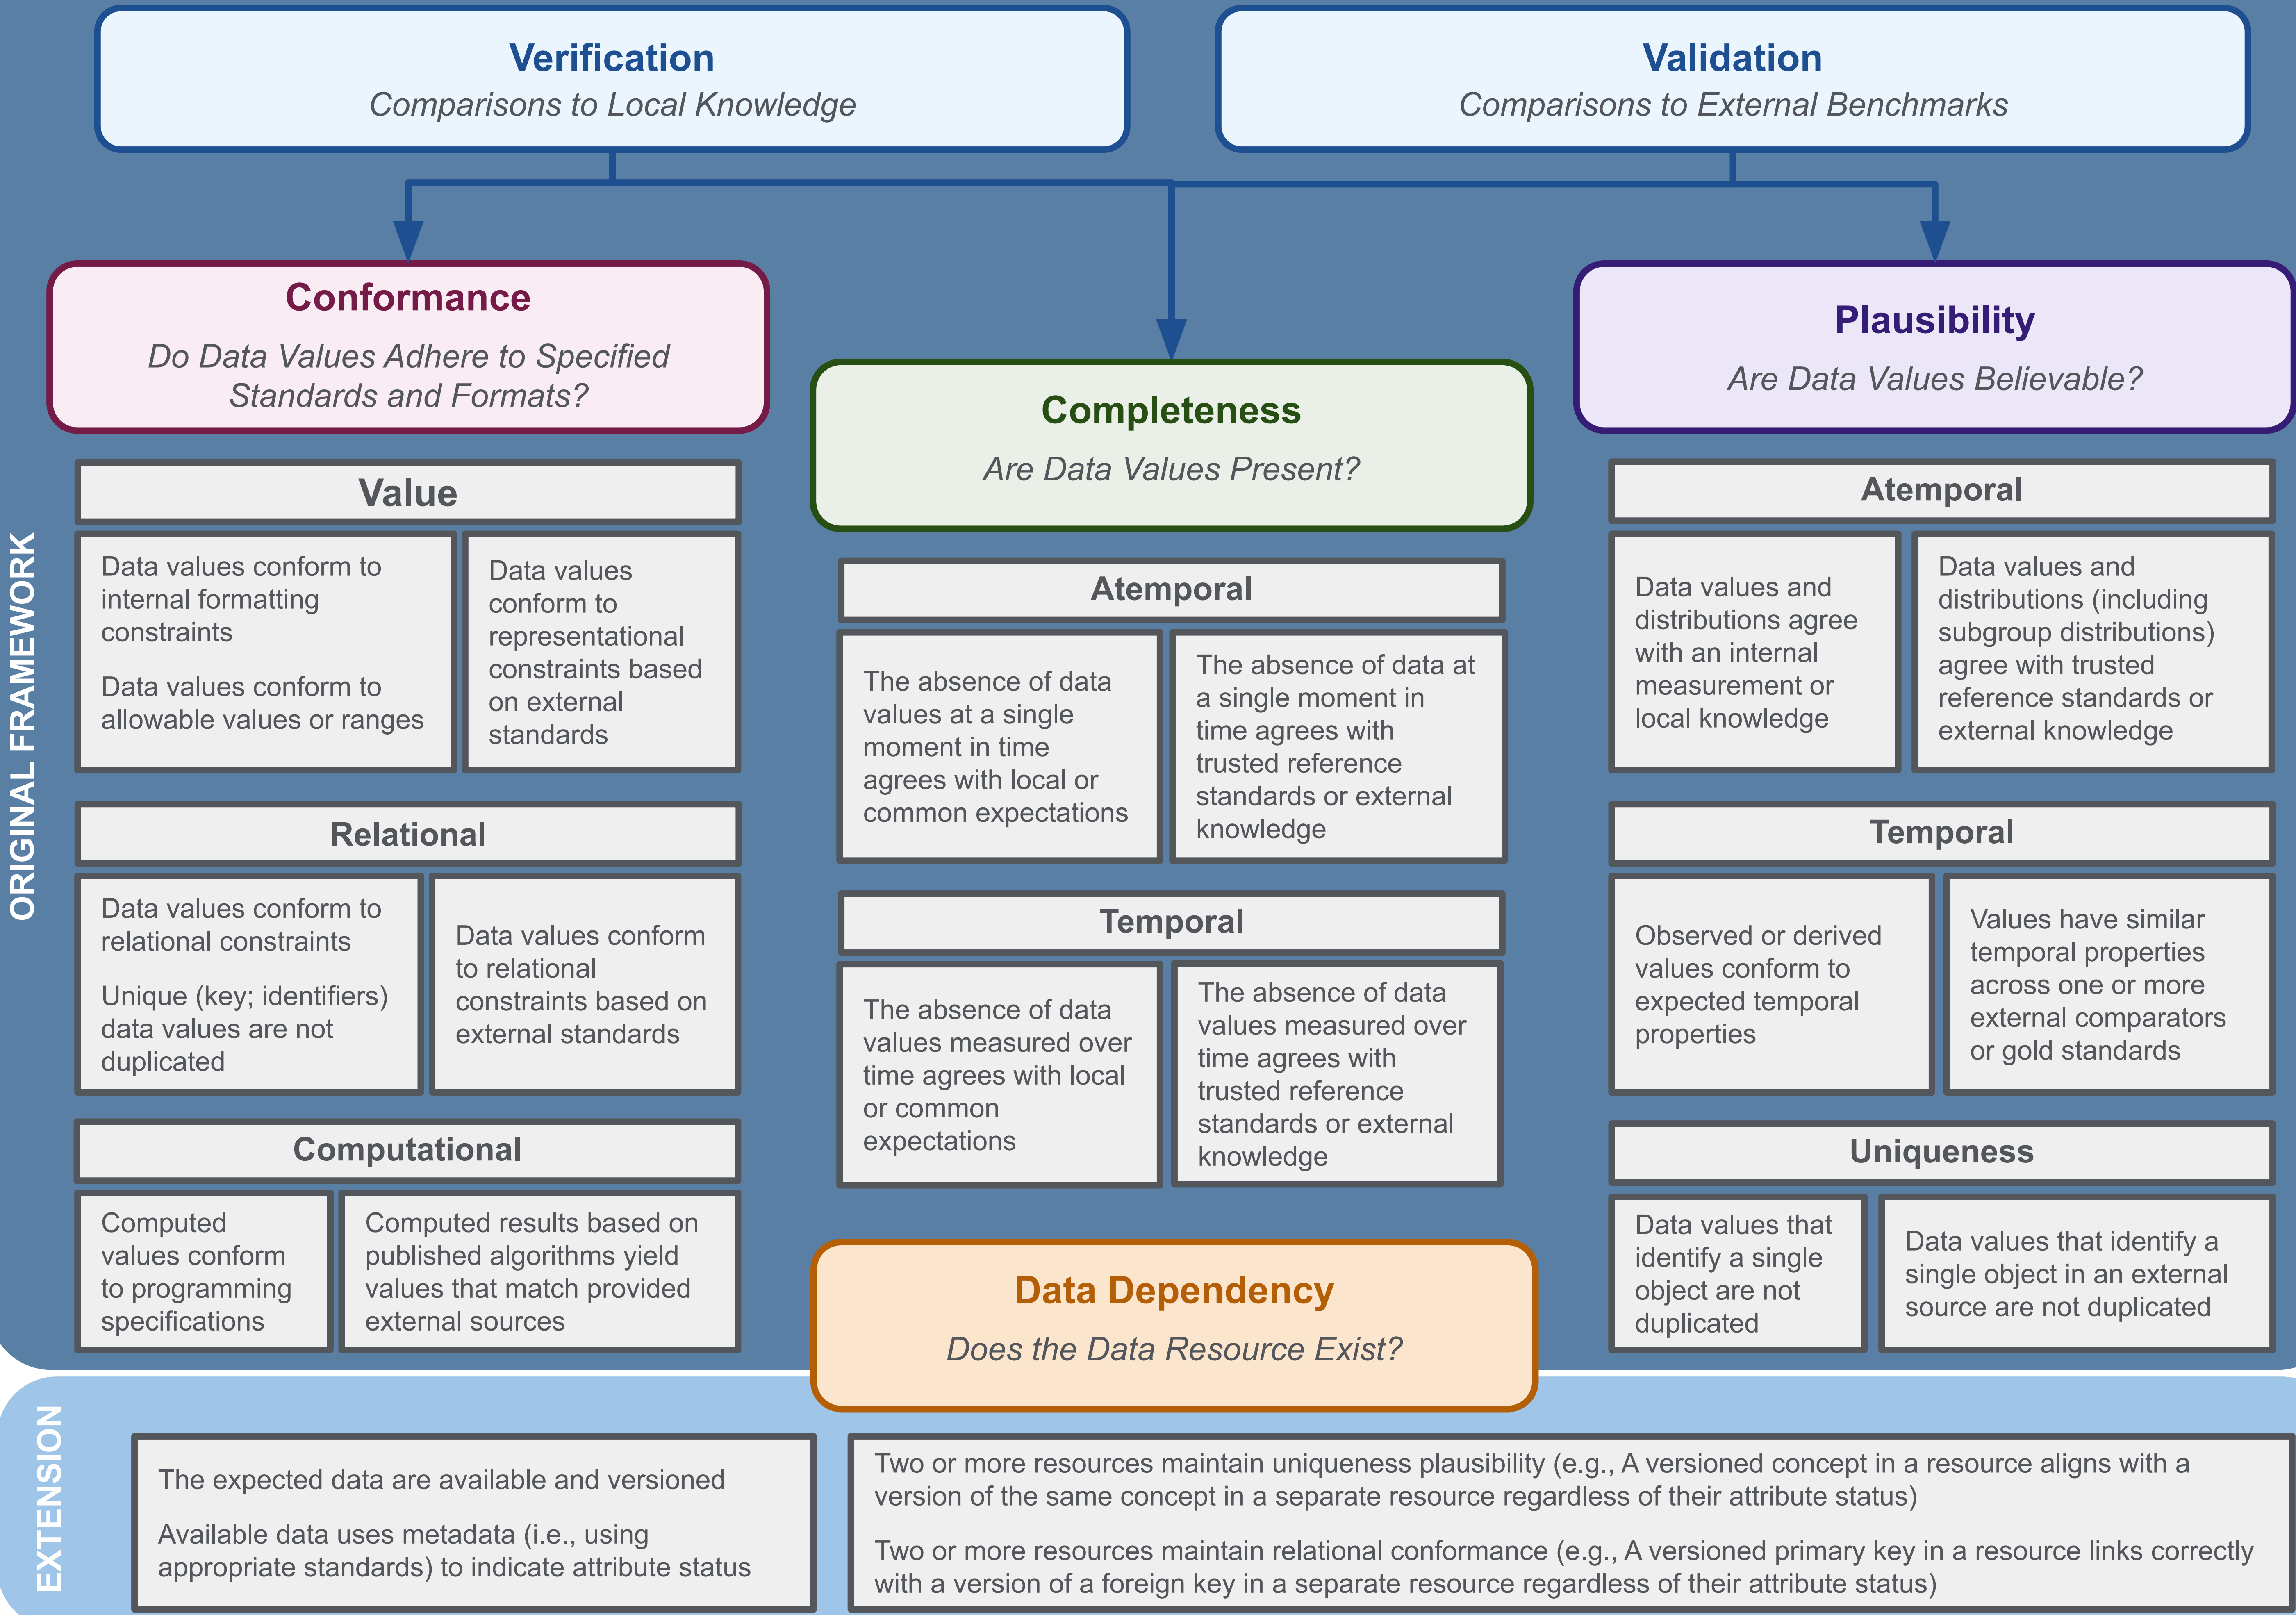 Verification
Comparisons to Local Knowledge
Validation
Comparisons to External Benchmarks
ORIGINAL FRAMEWORK
Conformance
Do Data Values Adhere to Specified
Standards and Formats?
Value
Data values conform to
internal formatting
constraints
Data values conform to
allowable values or ranges
Data values
conform to
representational
constraints based
on external
standards
Relational
Data values conform to
relational constraints
Unique (key; identifiers)
data values are not
duplicated
Data values conform
to relational
constraints based on
external standards
Computational
Computed
values conform
to programming
specifications
Computed results based on
published algorithms yield
values that match provided
external sources
Completeness
Are Data Values Present?
Atemporal
The absence of data
values at a single
moment in time
agrees with local or
common expectations
The absence of data at
a single moment in
time agrees with
trusted reference
standards or external
knowledge
Temporal
The absence of data
values measured over
time agrees with local
or common
expectations
The absence of data
values measured over
time agrees with
trusted reference
standards or external
knowledge
Plausibility
Are Data Values Believable?
Atemporal
Data values and
distributions agree
with an internal
measurement or
local knowledge
Data values and
distributions (including
subgroup distributions)
agree with trusted
reference standards or
external knowledge
Temporal
Observed or derived
values conform to
expected temporal
properties
Values have similar
temporal properties
across one or more
external comparators
or gold standards
Uniqueness
Data values that
identify a single
object are not
duplicated
Data values that identify a
single object in an external
source are not duplicated
Data Dependency
Does the Data Resource Exist?
EXTENSION
The expected data are available and versioned
Available data uses metadata (i.e., using
appropriate standards) to indicate attribute status
Two or more resources maintain uniqueness plausibility (e.g., A versioned concept in a resource aligns with a
version of the same concept in a separate resource regardless of their attribute status)
Two or more resources maintain relational conformance (e.g., A versioned primary key in a resource links correctly
with a version of a foreign key in a separate resource regardless of their attribute status)